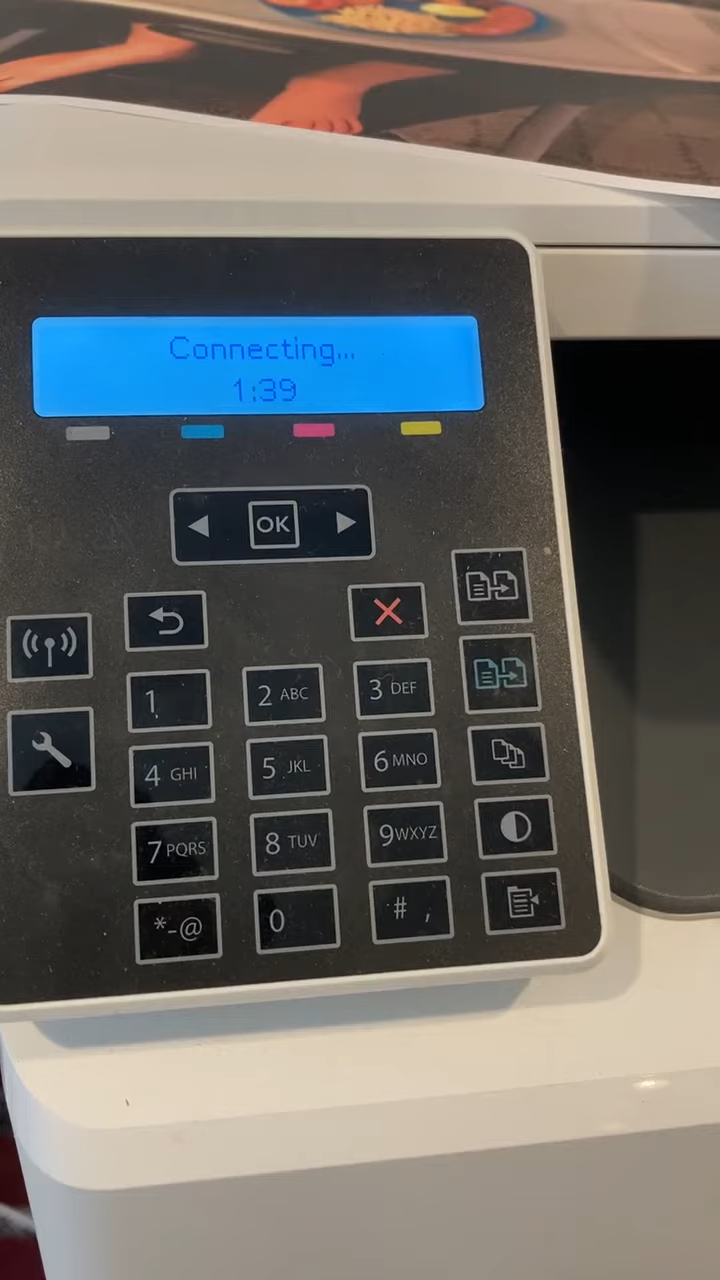 Connecting...
1:39
OK
1
2 ABC
3 DEF
4 GHI
5 JKL
6 MNO
7 PQRS
8 TUV
9 WXYZ
*-@
0
# ,